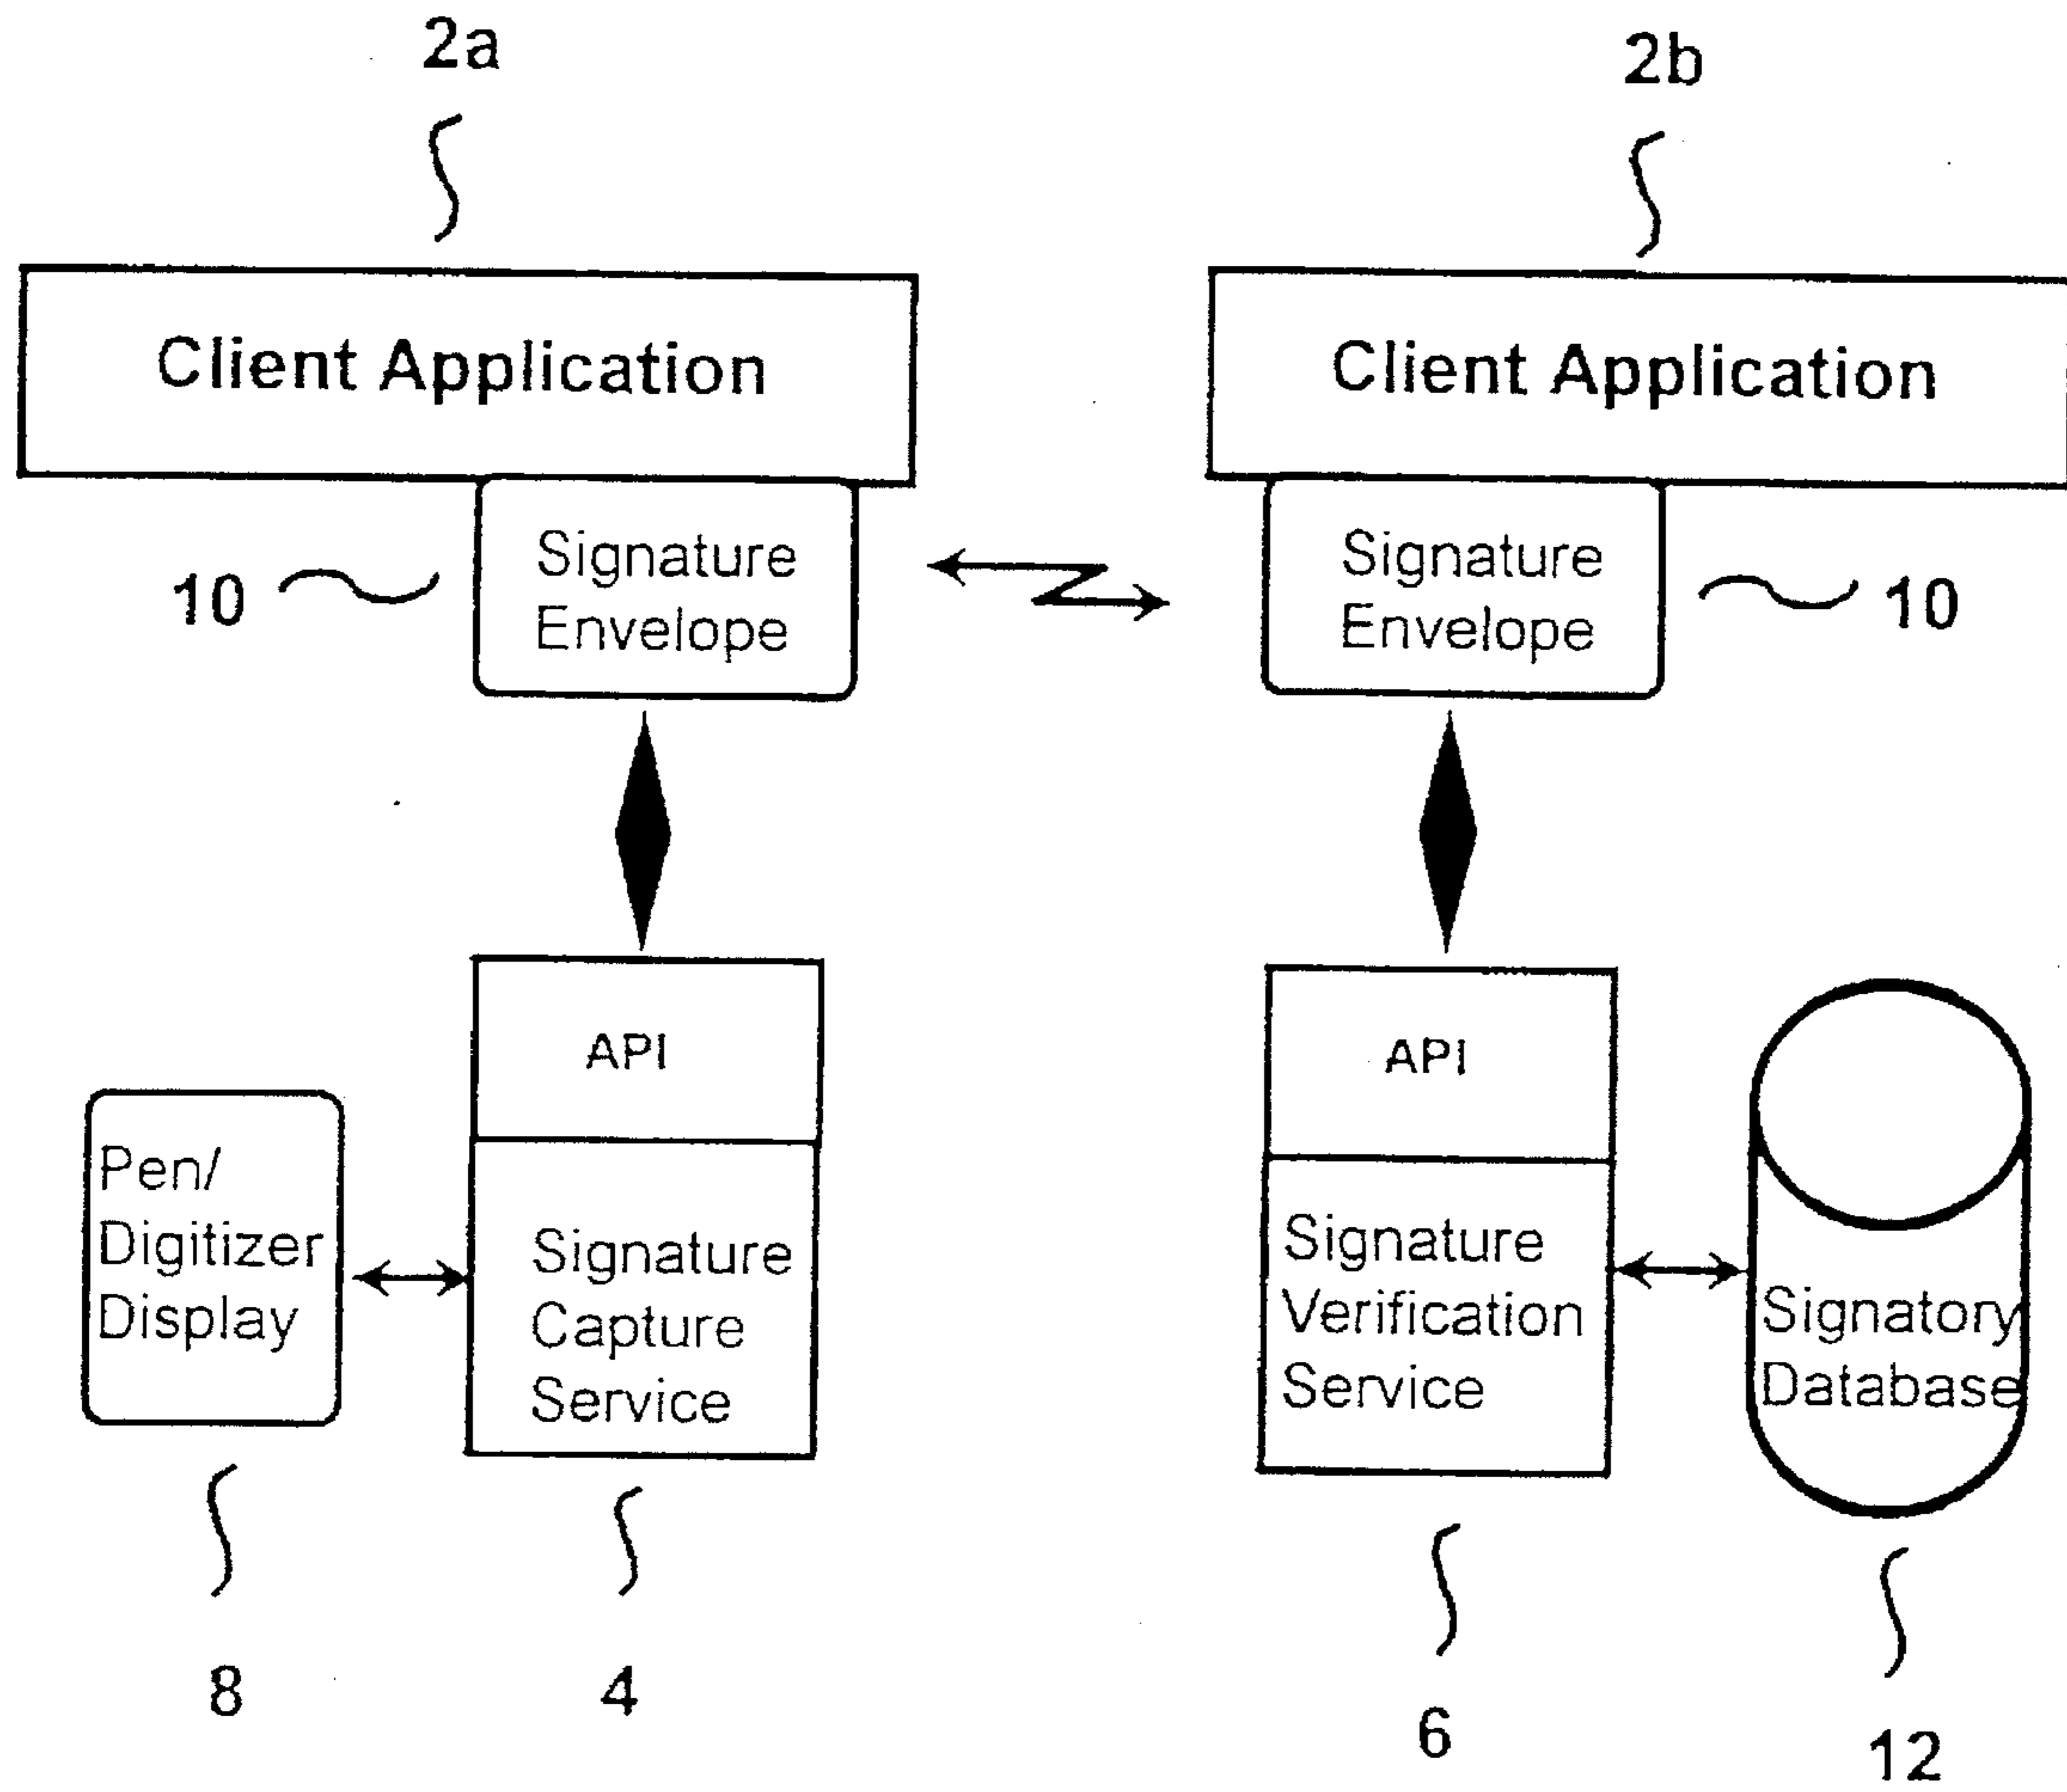 2a
2b
Client Application
Client Application
Signature
Envelope
10
Signature
Envelope
10
API
API
Pen/
Digitizer
Display
Signature
Capture
Service
Signature
Verification
Service
Signatory
Database
8
4
6
12